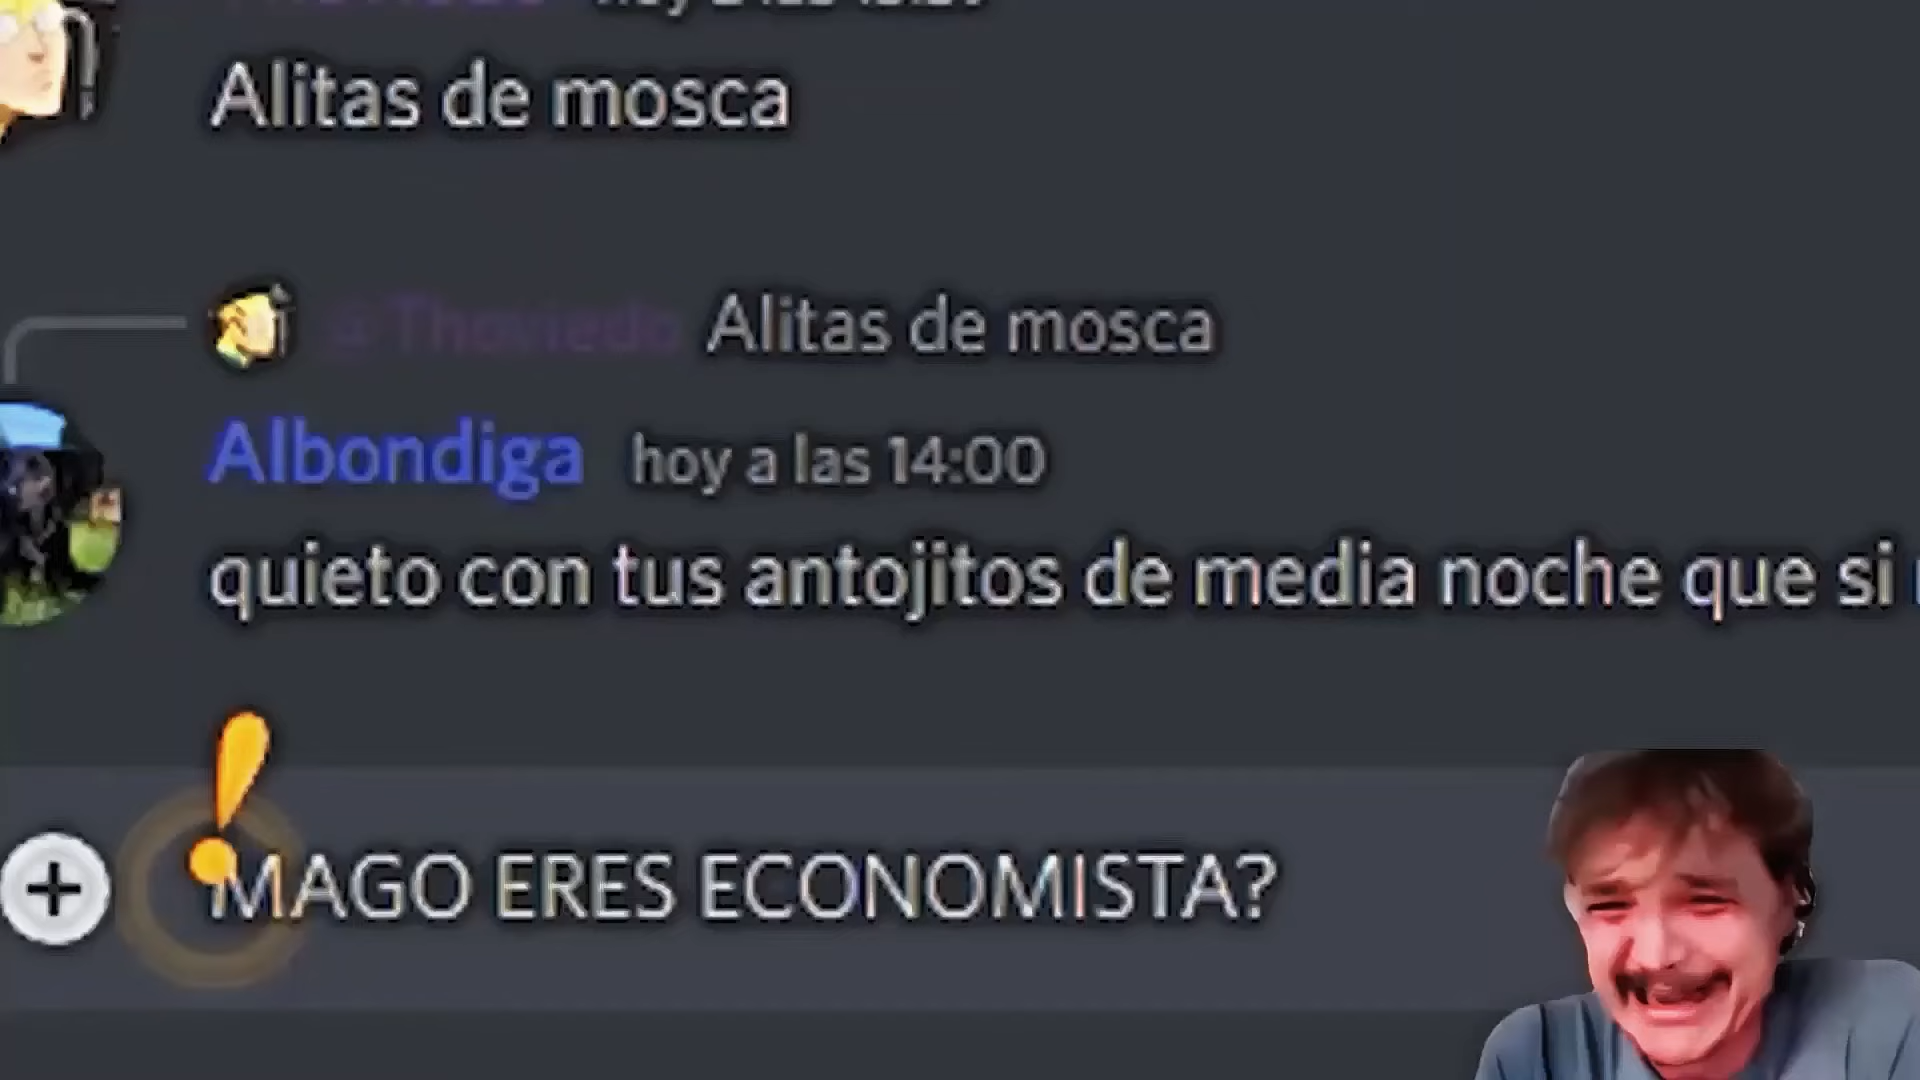 Alitas de mosca
@Thoviedo Alitas de mosca
Albondiga hoy a las 14:00
quieto con tus antojitos de media noche que si
MAGO ERES ECONOMISTA?